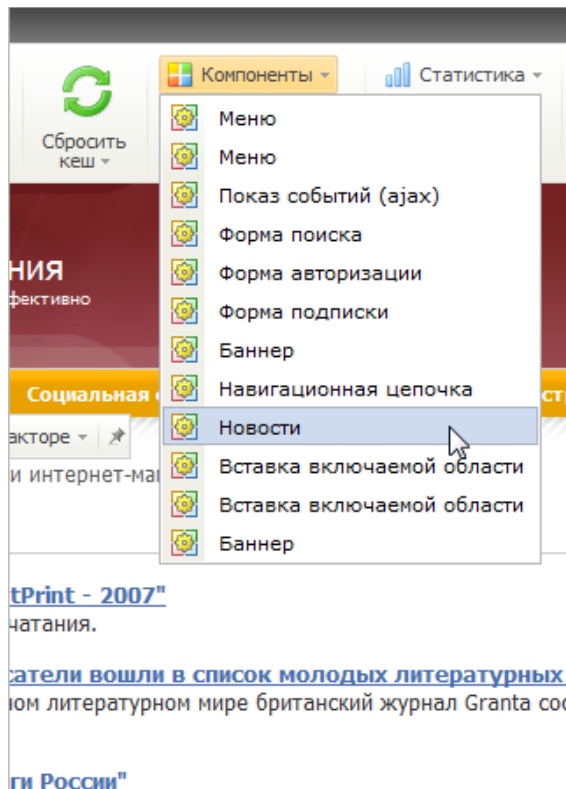 Компоненты
Статистика
Сбросить
кеш
Меню
Меню
Показ событий (ajax)
Форма поиска
Форма авторизации
Форма подписки
Баннер
Навигационная цепочка
Новости
Вставка включаемой области
Вставка включаемой области
Баннер
ния
фективно
Социальная
ст
акторе
и интернет-ма
tPrint - 2007"
чатания.
сатели вошли в список молодых литературных
ом литературном мире британский журнал Granta со
ги России"